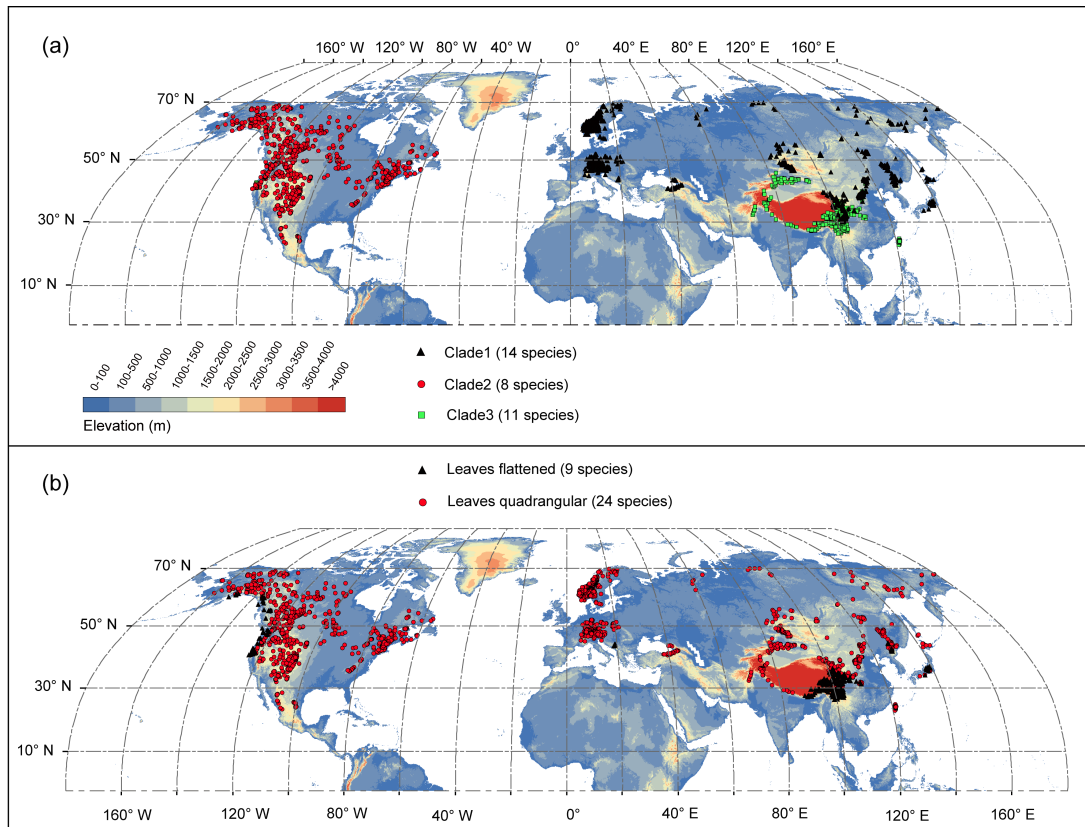 (a)
160° W 120° W 80° W 40° W 0° 40° E 80° E 120° E 160° E
70° N
50° N
30° N
10° N
0-100 100-500 500-1000 1000-1500 1500-2000 2000-2500 2500-3000 3000-3500 3500-4000 >4000
Elevation (m)
Clade1 (14 species)
Clade2 (8 species)
Clade3 (11 species)
(b)
Leaves flattened (9 species)
Leaves quadrangular (24 species)
70° N
50° N
30° N
10° N
160° W 120° W 80° W 40° W 0° 40° E 80° E 120° E 160° E